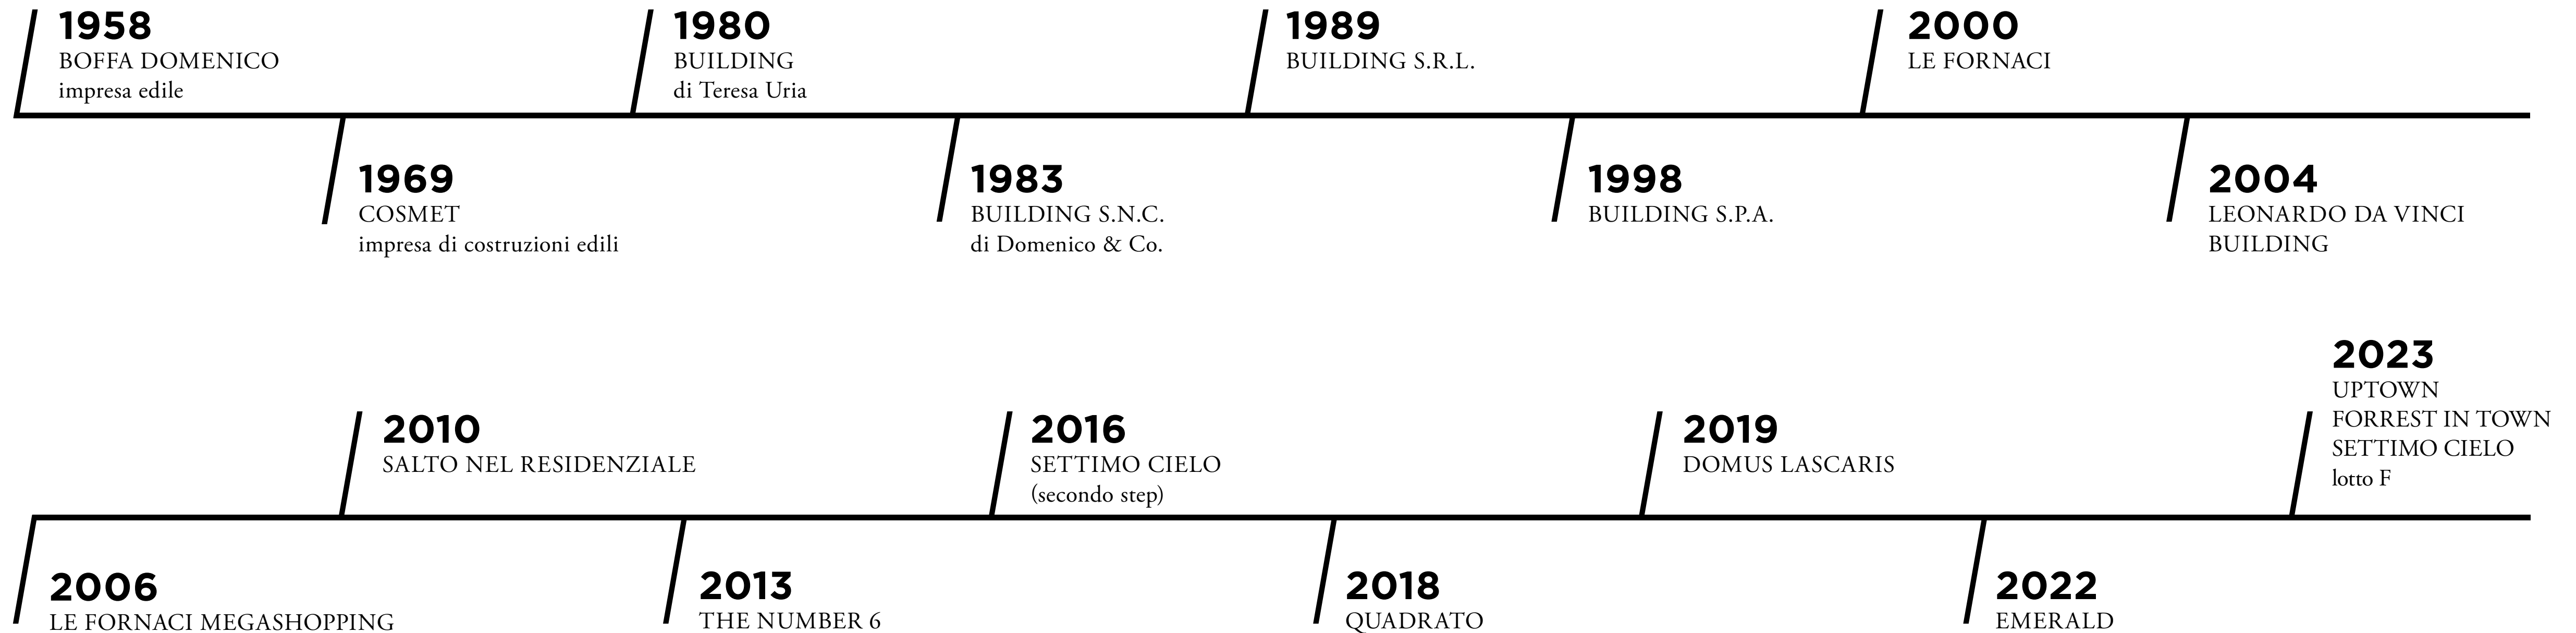 1958
BOFFA DOMENICO
impresa edile
1969
COSMET
impresa di costruzioni edili
1980
BUILDING
di Teresa Uria
1983
BUILDING S.N.C.
di Domenico & Co.
1989
BUILDING S.R.L.
1998
BUILDING S.P.A.
2000
LE FORNACI
2004
LEONARDO DA VINCI
BUILDING
2006
LE FORNACI MEGASHOPPING
2010
SALTO NEL RESIDENZIALE
2013
THE NUMBER 6
2016
SETTIMO CIELO
(secondo step)
2018
QUADRATO
2019
DOMUS LASCARIS
2022
EMERALD
2023
UPTOWN
FORREST IN TOWN
SETTIMO CIELO
lotto F